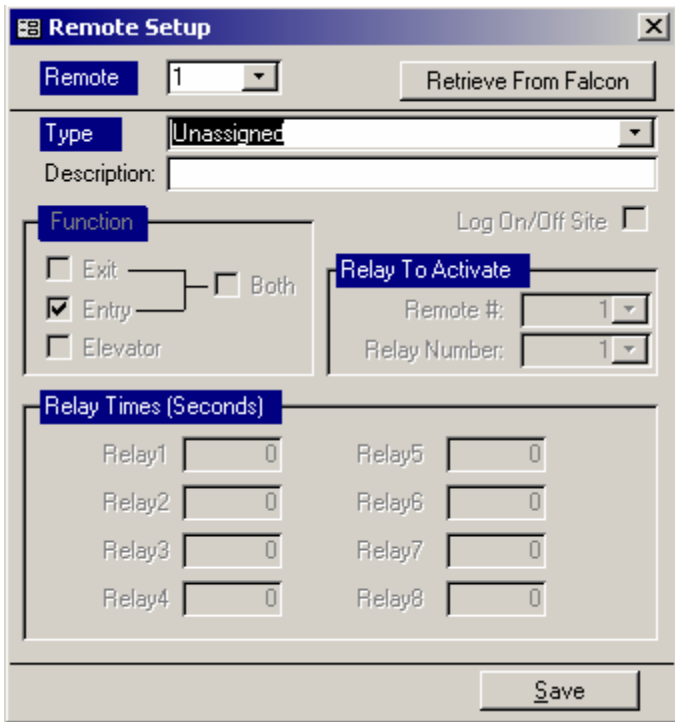 Remote Setup
Remote 1 Retrieve From Falcon
Type Unassigned
Description:
Function Log On/Off Site
Exit
Both
Entry
Elevator
Relay To Activate
Remote #: 1
Relay Number: 1
Relay Times (Seconds)
Relay1 0 Relay5 0
Relay2 0 Relay6 0
Relay3 0 Relay7 0
Relay4 0 Relay8 0
Save